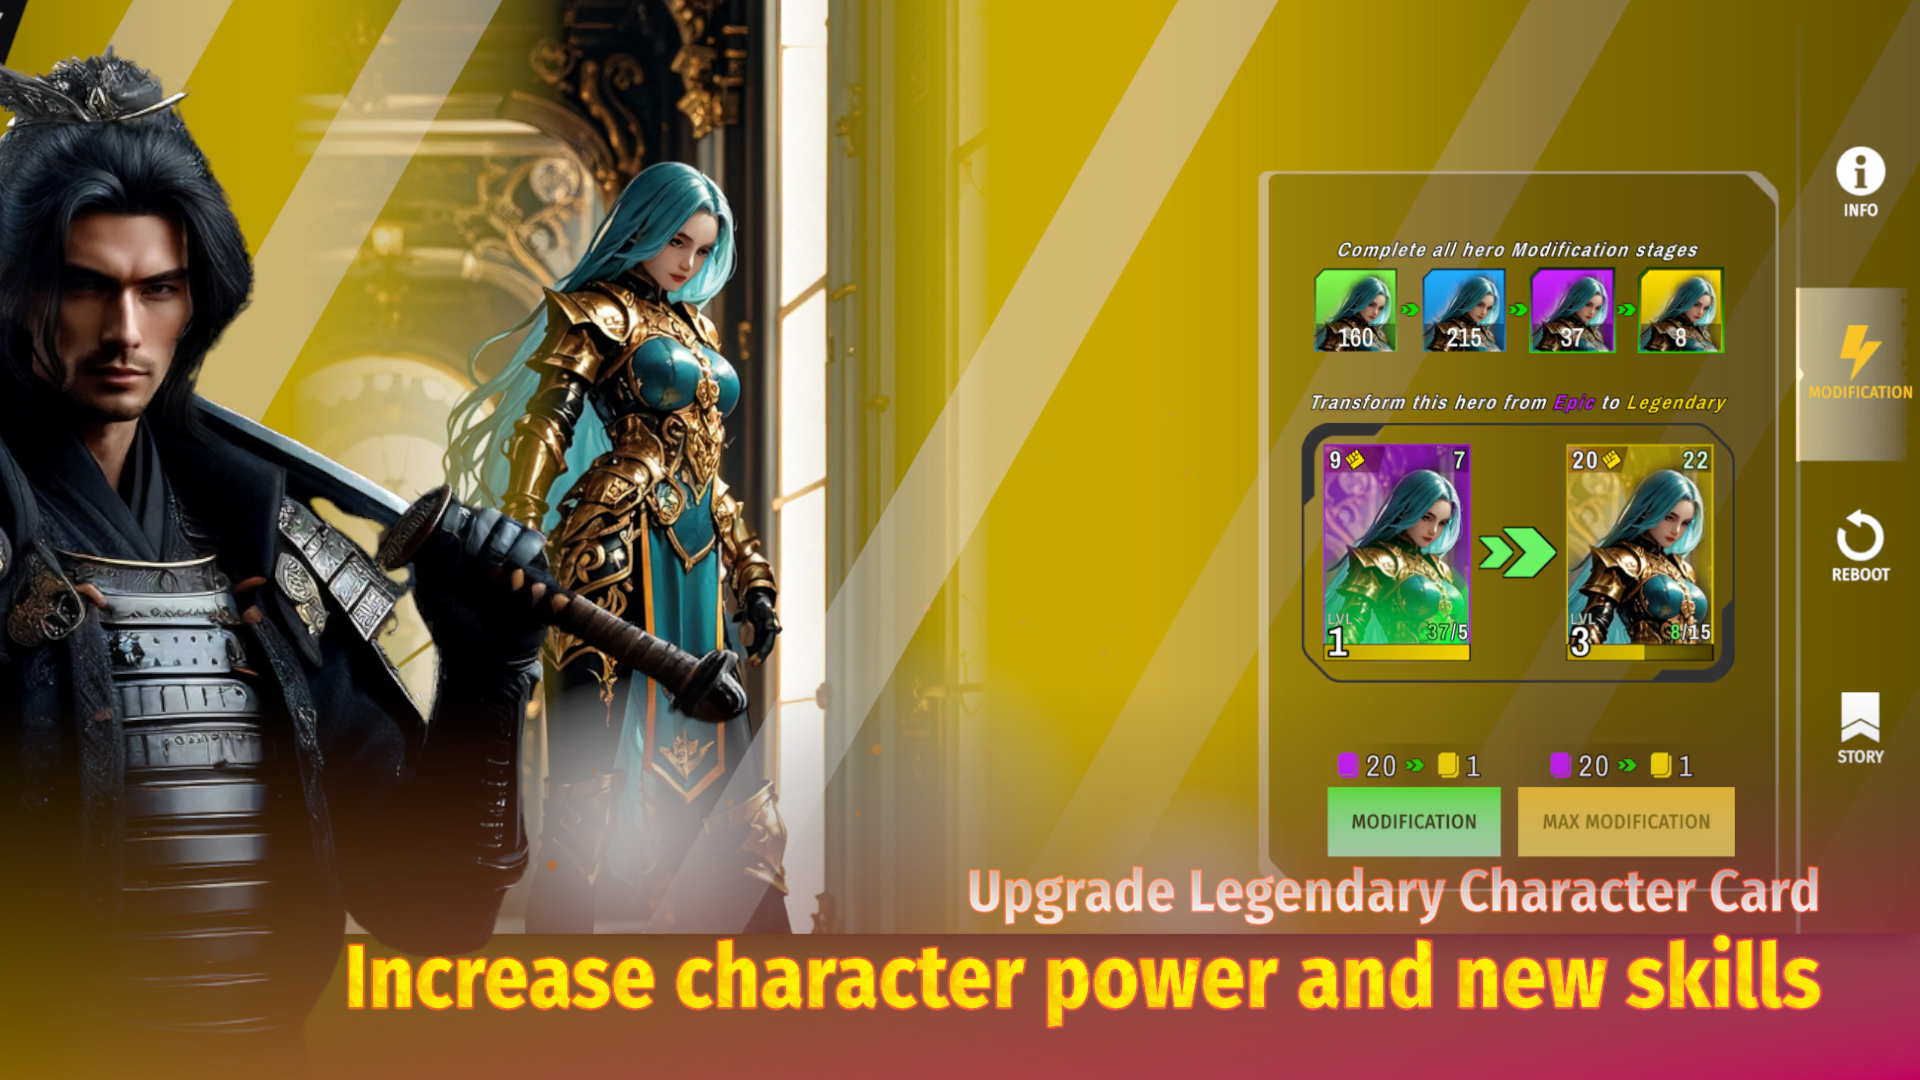 INFO
Complete all hero Modification stages
160 215 37 8
MODIFICATION
Transform this hero from Epic to Legendary
9 7 20 22
REBOOT
LVL 1 37/5 LVL 3 8/15
STORY
20 1 20 1
MODIFICATION MAX MODIFICATION
Upgrade Legendary Character Card
Increase character power and new skills